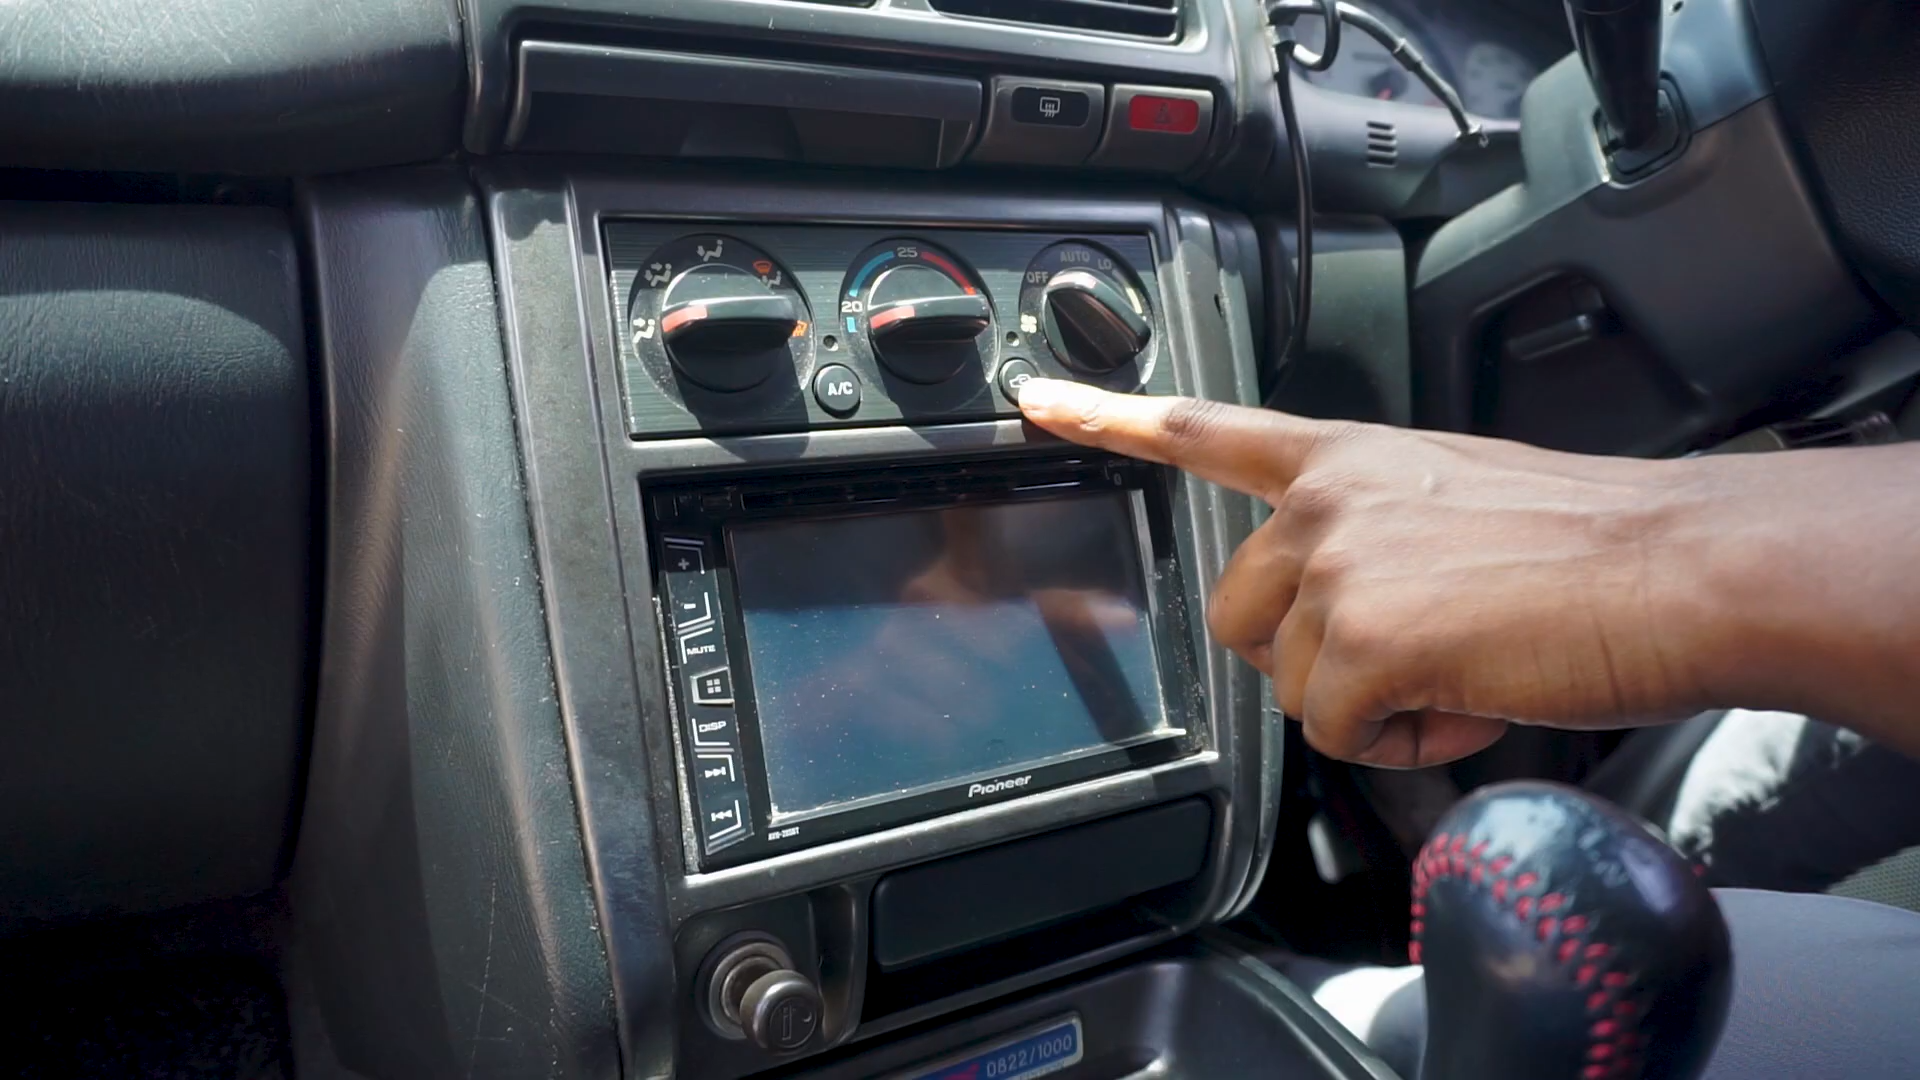 25
AUTO
OFF
LO
20
A/C
+
-
MUTE
DISP
Pioneer
0822/1000